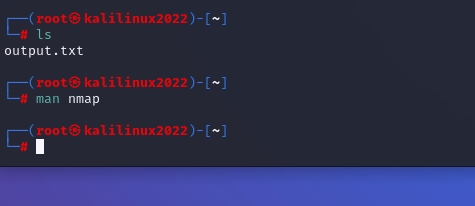 ┌──(root㉿kalilinux2022)-[~]
└─# ls
output.txt
┌──(root㉿kalilinux2022)-[~]
└─# man nmap
┌──(root㉿kalilinux2022)-[~]
└─#